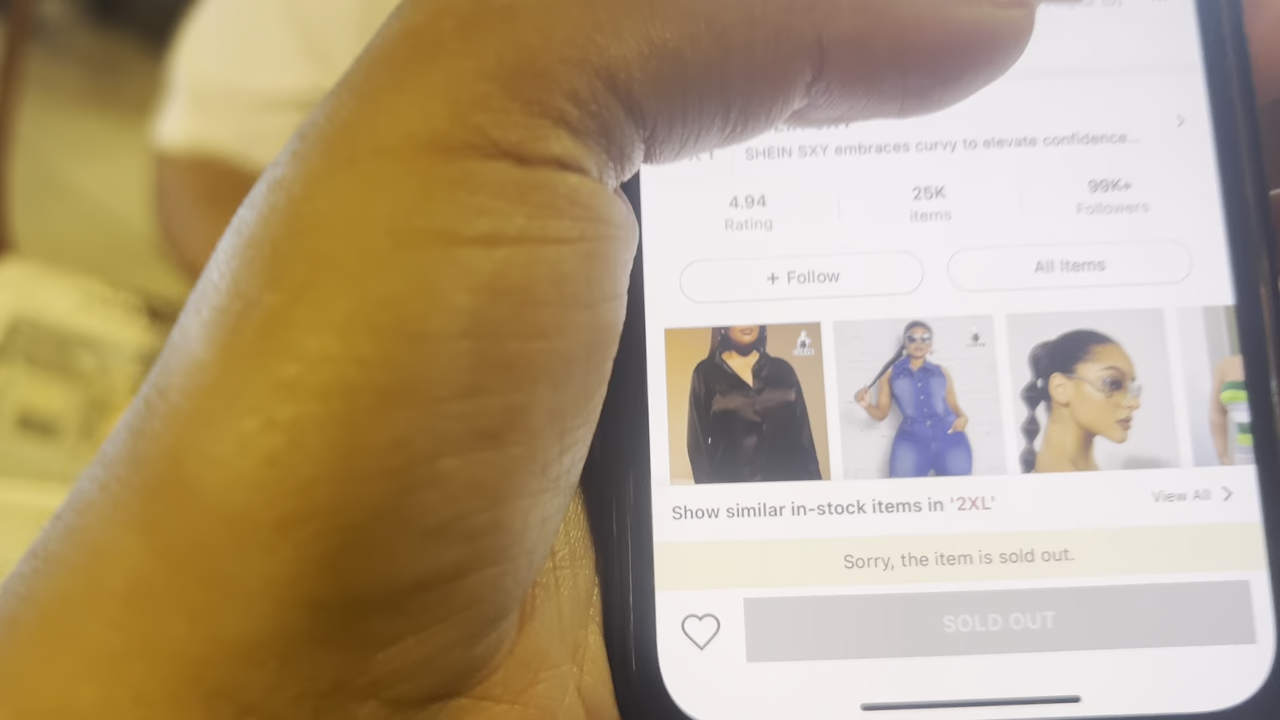 SHEIN SXY embraces curvy to elevate confidence...
4.94
25K
99K+
Rating
items
Followers
+ Follow
All Items
Show similar in-stock items in '2XL'
View All
Sorry, the item is sold out.
SOLD OUT